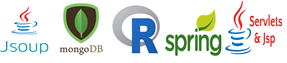 Jsoup
mongoDB
R
spring
Servlets
& Jsp